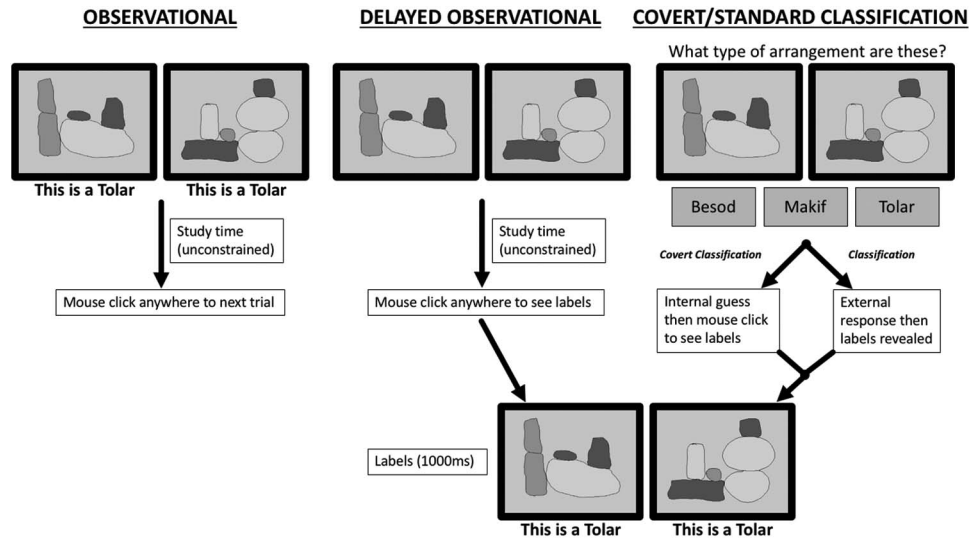 OBSERVATIONAL
This is a Tolar
This is a Tolar
Study time
(unconstrained)
Mouse click anywhere to next trial
DELAYED OBSERVATIONAL
Study time
(unconstrained)
Mouse click anywhere to see labels
COVERT/STANDARD CLASSIFICATION
What type of arrangement are these?
Besod
Makif
Tolar
Covert Classification
Classification
Internal guess
then mouse click
to see labels
External
response then
labels revealed
Labels (1000ms)
This is a Tolar
This is a Tolar